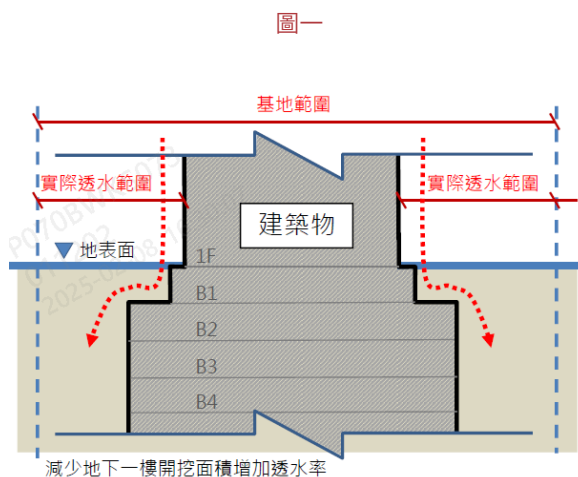 圖一
基地範圍
實際透水範圍
實際透水範圍
建築物
地表面
1F
B1
B2
B3
B4
減少地下一樓開挖面積增加透水率